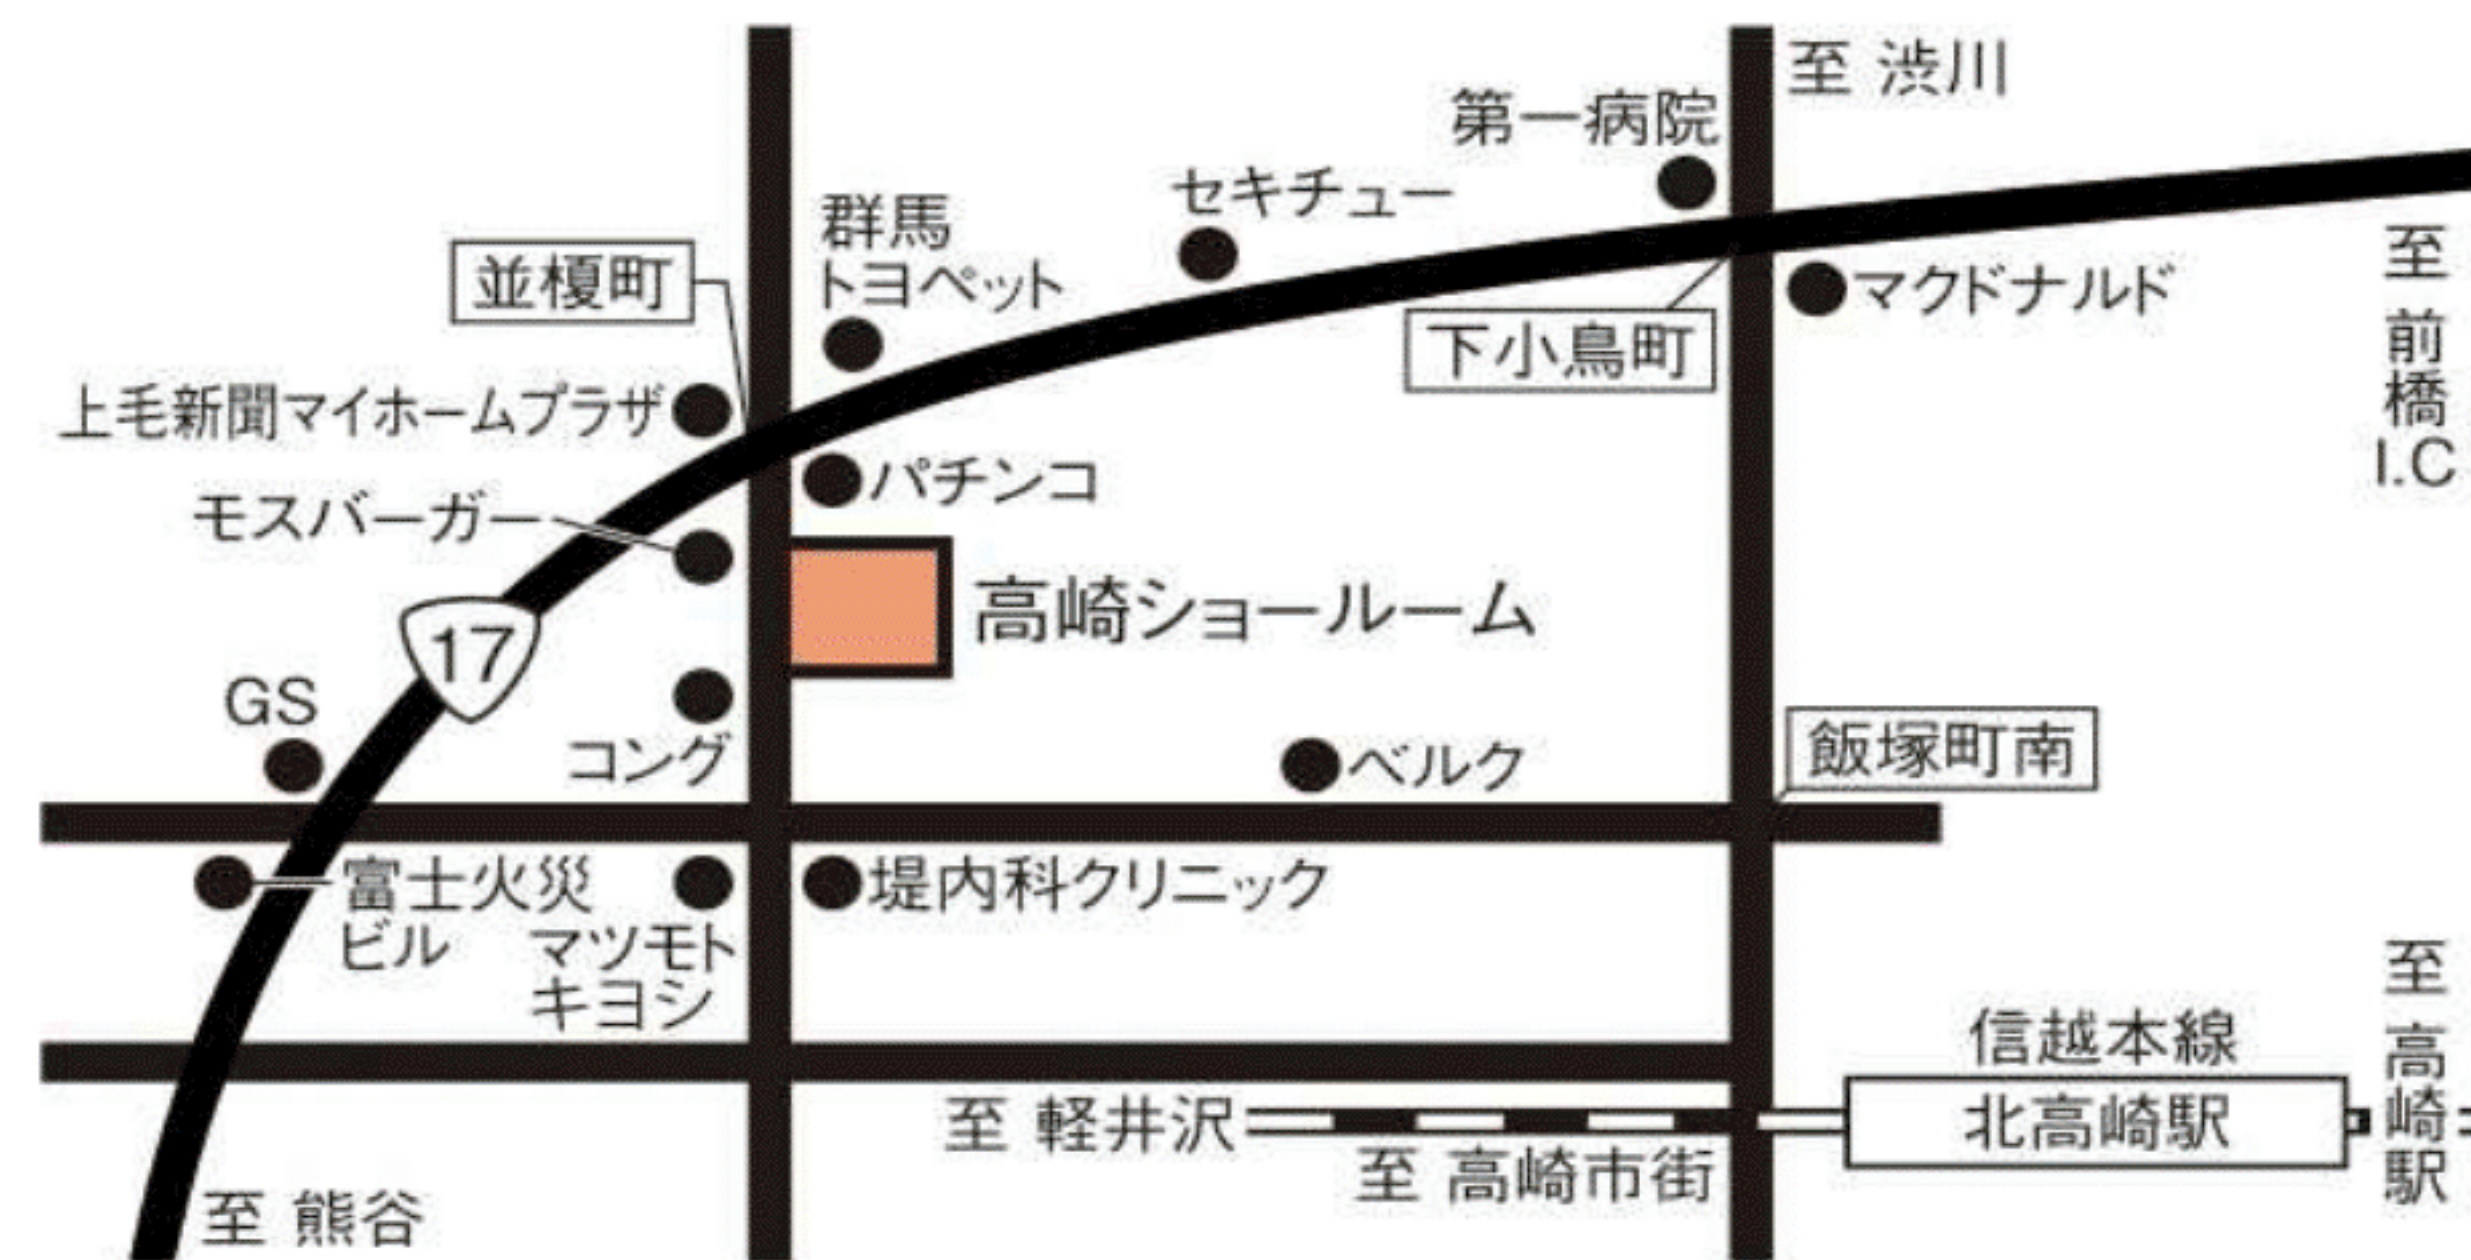 至 渋川
第一病院
セキチュー
群馬
トヨペット
並榎町
至 前橋 I.C
マクドナルド
下小鳥町
上毛新聞マイホームプラザ
パチンコ
モスバーガー
高崎ショールーム
17
GS
コング
ベルク
飯塚町南
富士火災
ビル
マツモト
キヨシ
堤内科クリニック
至 高崎駅
信越本線
北高崎駅
至 軽井沢
至 高崎市街
至 熊谷